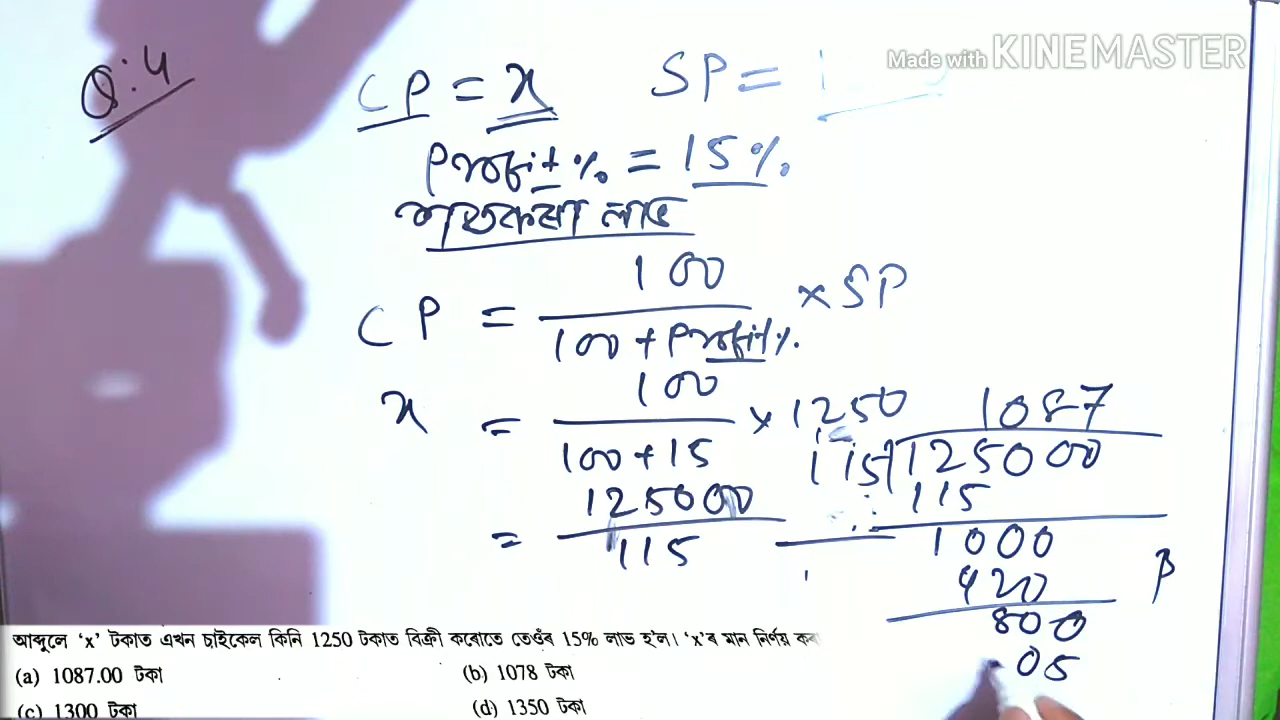 Made with KINEMASTER
Q:4
CP = x SP =
Profit % = 15%
শতিকৰা লাভ
CP = 100 / 100 + Profit% × SP
x = 100 / 100 + 15 × 1250
= 125000 / 115
1087
115 125000
115
1000
920
800
05
আব্দুলে ‘x’ টকাত এখন চাইকেল কিনি 1250 টকাত বিক্ৰী কৰোতে তেওঁৰ 15% লাভ হ’ল। ‘x’ৰ মান নিৰ্ণয়
(a) 1087.00 টকা (b) 1078 টকা
(c) 1300 টকা (d) 1350 টকা